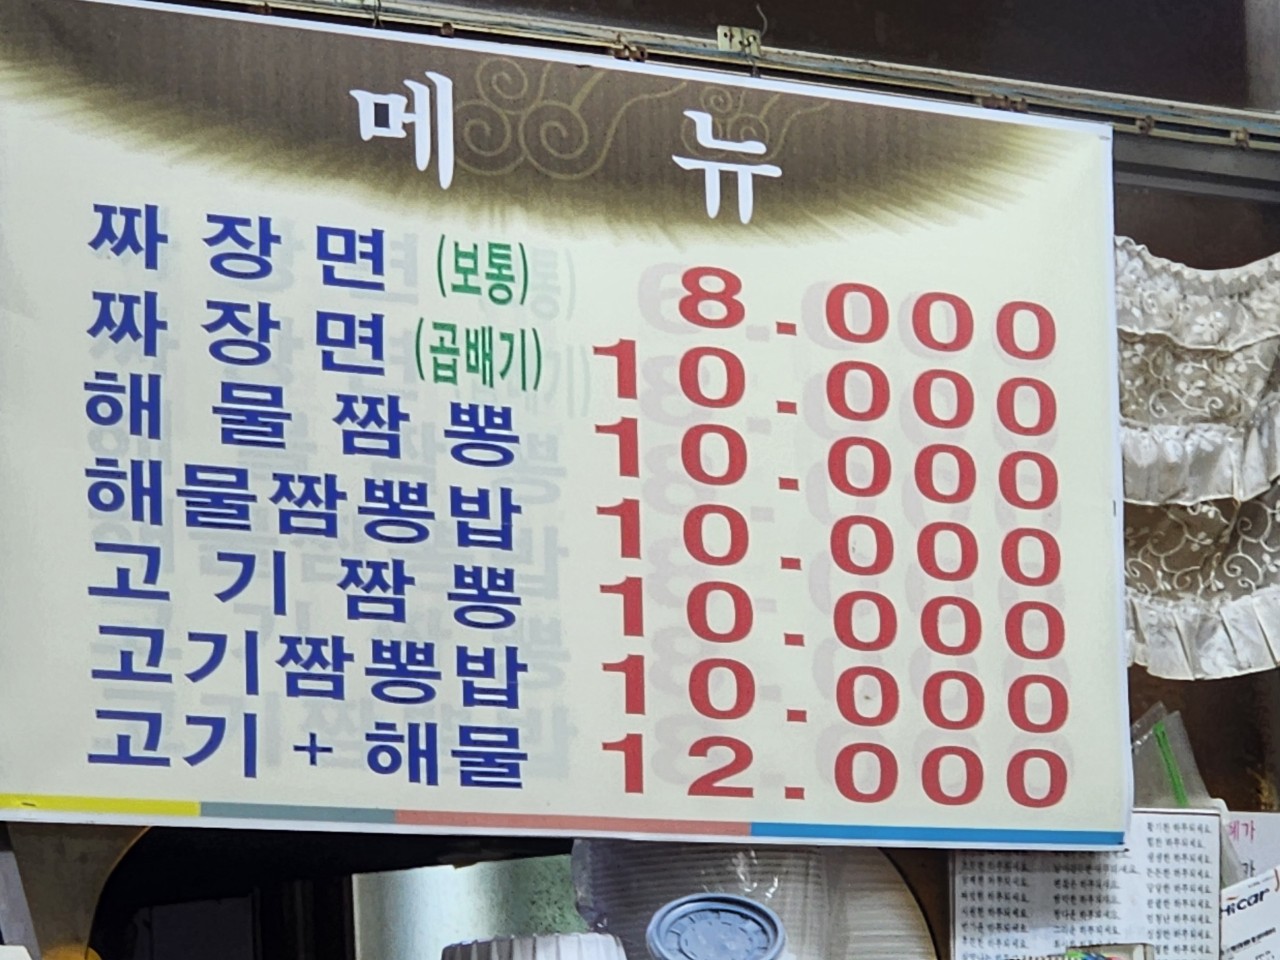 메뉴
짜장면 (보통) 8.000
짜장면 (곱배기) 10.000
해물짬뽕 10.000
해물짬뽕밥 10.000
고기짬뽕 10.000
고기짬뽕밥 10.000
고기+해물 12.000
Hicar